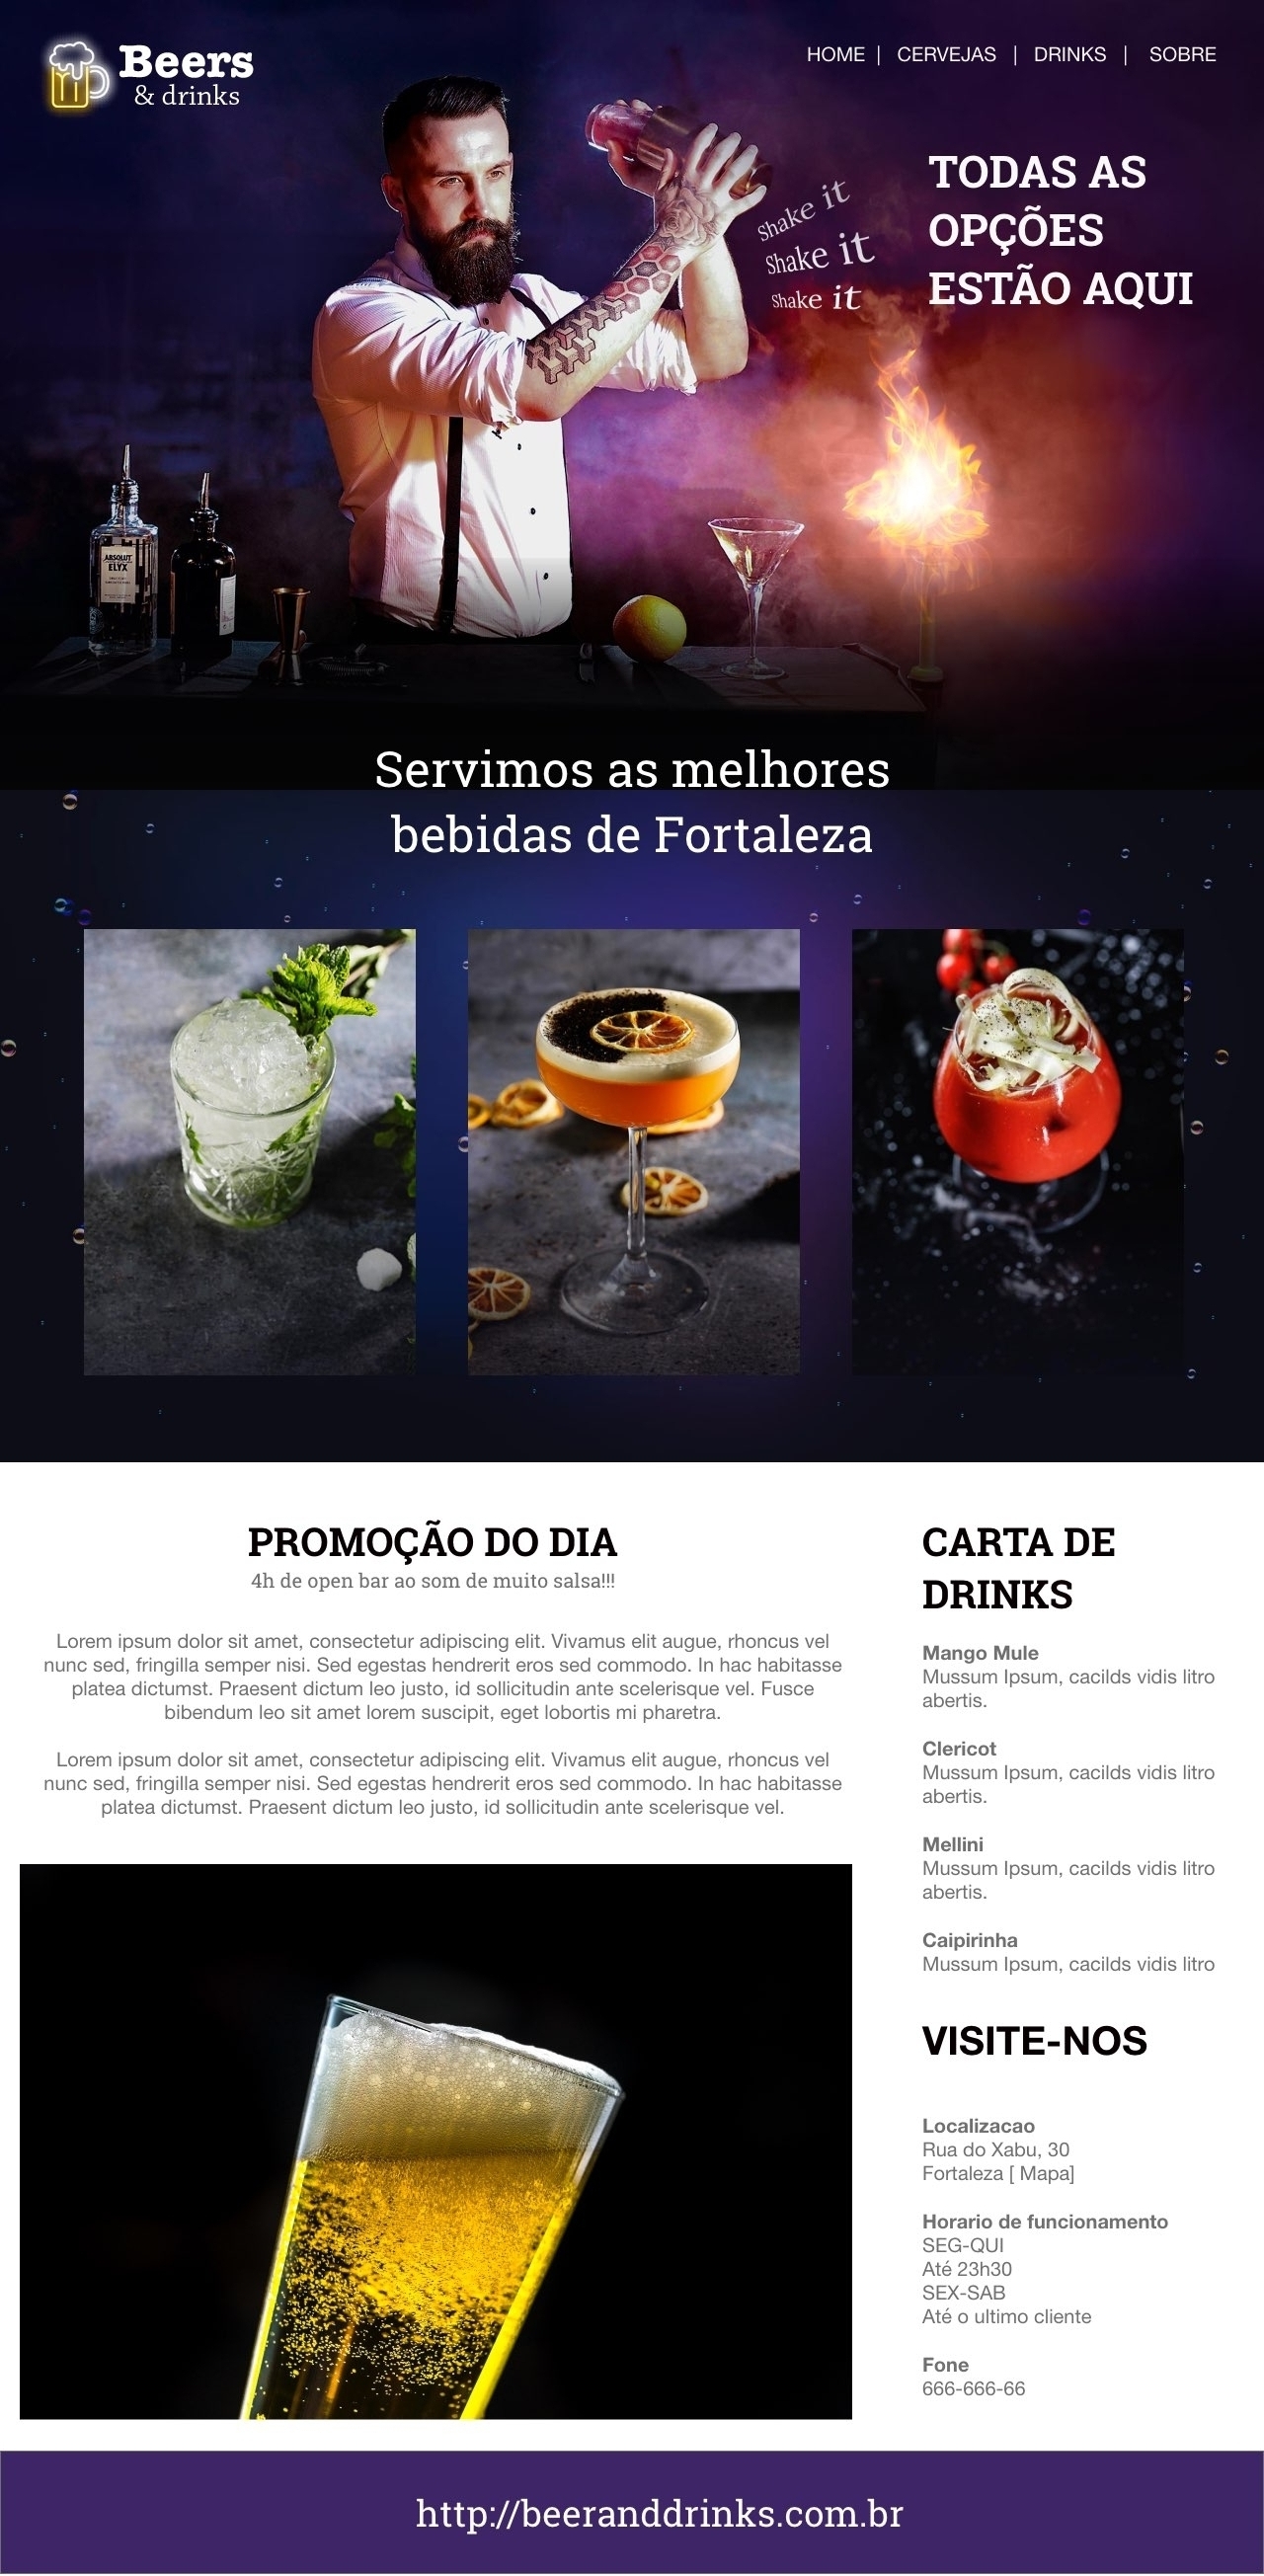 Beers
& drinks
HOME | CERVEJAS | DRINKS | SOBRE
TODAS AS
OPÇÕES
ESTÃO AQUI
Shake it
Shake it
Shake it
ABSOLUT
ELYX
Servimos as melhores
bebidas de Fortaleza
PROMOÇÃO DO DIA
4h de open bar ao som de muito salsa!!!
Lorem ipsum dolor sit amet, consectetur adipiscing elit. Vivamus elit augue, rhoncus vel
nunc sed, fringilla semper nisi. Sed egestas hendrerit eros sed commodo. In hac habitasse
platea dictumst. Praesent dictum leo justo, id sollicitudin ante scelerisque vel. Fusce
bibendum leo sit amet lorem suscipit, eget lobortis mi pharetra.
Lorem ipsum dolor sit amet, consectetur adipiscing elit. Vivamus elit augue, rhoncus vel
nunc sed, fringilla semper nisi. Sed egestas hendrerit eros sed commodo. In hac habitasse
platea dictumst. Praesent dictum leo justo, id sollicitudin ante scelerisque vel.
CARTA DE
DRINKS
Mango Mule
Mussum Ipsum, cacilds vidis litro
abertis.
Clericot
Mussum Ipsum, cacilds vidis litro
abertis.
Mellini
Mussum Ipsum, cacilds vidis litro
abertis.
Caipirinha
Mussum Ipsum, cacilds vidis litro
VISITE-NOS
Localizacao
Rua do Xabu, 30
Fortaleza [ Mapa]
Horario de funcionamento
SEG-QUI
Até 23h30
SEX-SAB
Até o ultimo cliente
Fone
666-666-66
http://beeranddrinks.com.br